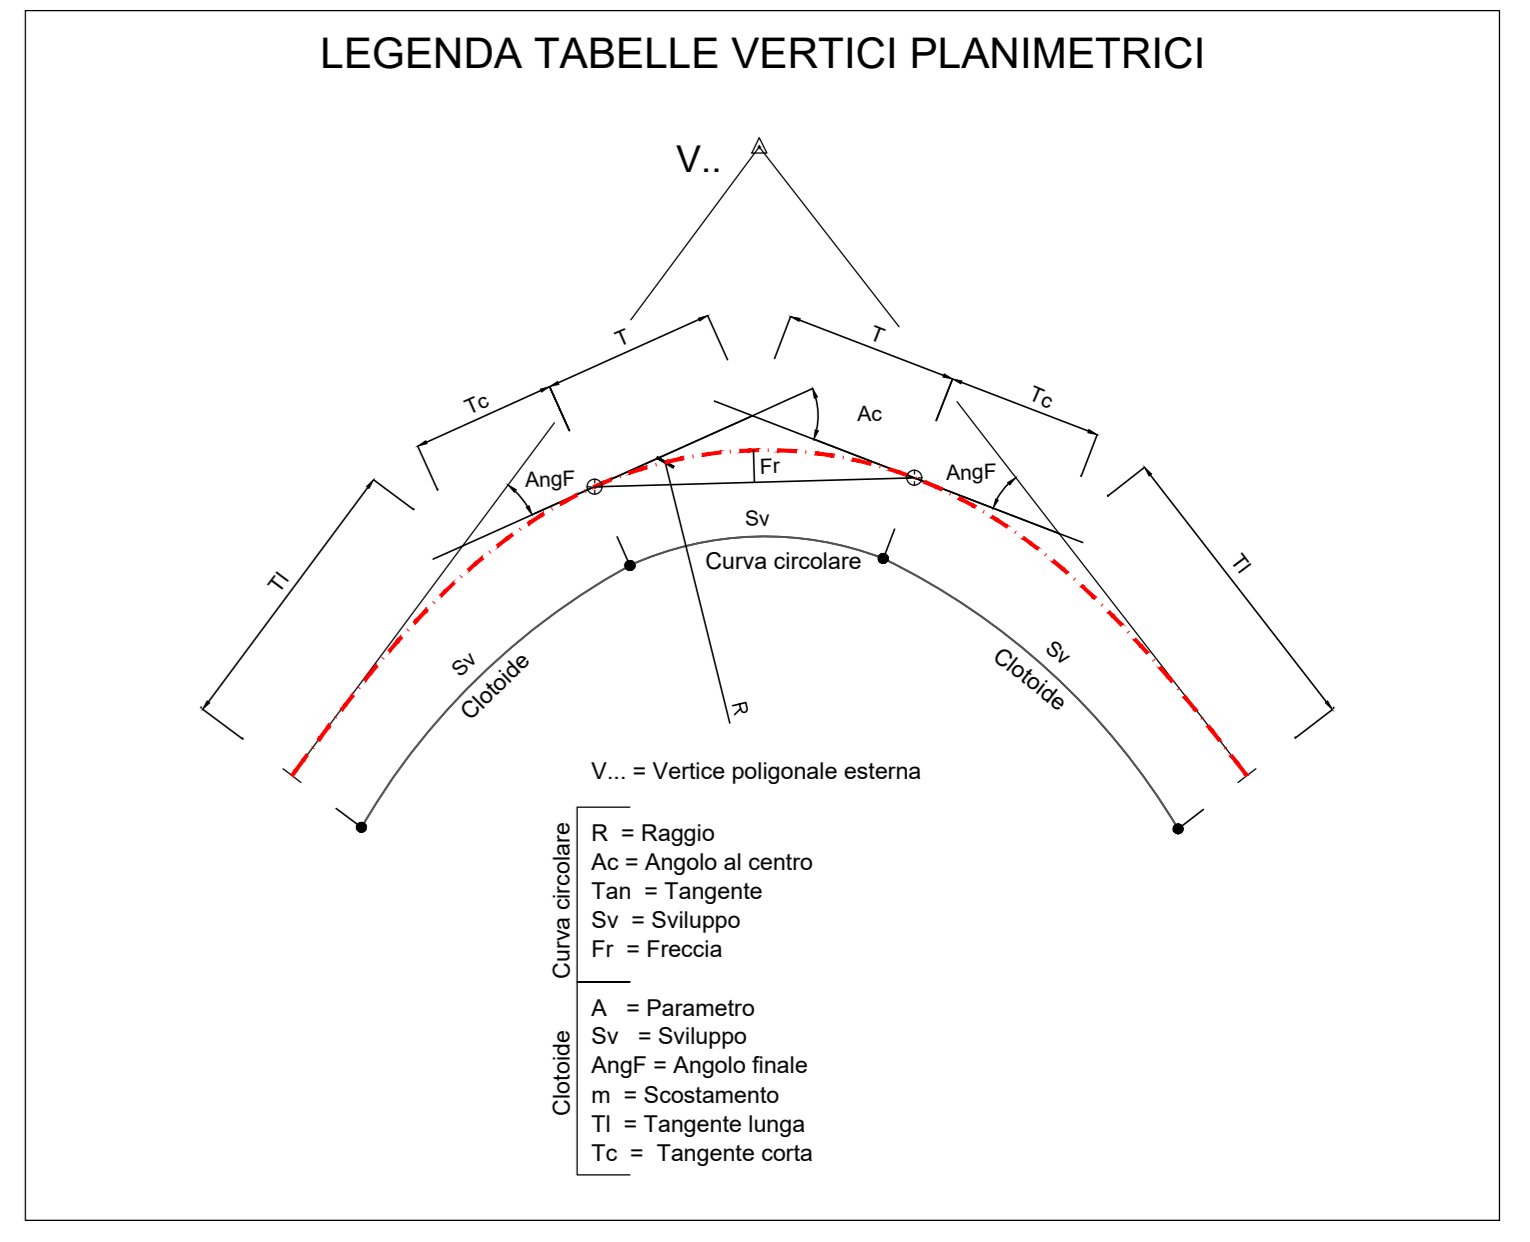 LEGENDA TABELLE VERTICI PLANIMETRICI
V..
T
T
Tc
Tc
Ac
AngF
Fr
AngF
Sv
Curva circolare
Tl
Tl
Sv
Clotoide
Sv
Clotoide
R
V... = Vertice poligonale esterna
Curva circolare
R = Raggio
Ac = Angolo al centro
Tan = Tangente
Sv = Sviluppo
Fr = Freccia
Clotoide
A = Parametro
Sv = Sviluppo
AngF = Angolo finale
m = Scostamento
Tl = Tangente lunga
Tc = Tangente corta